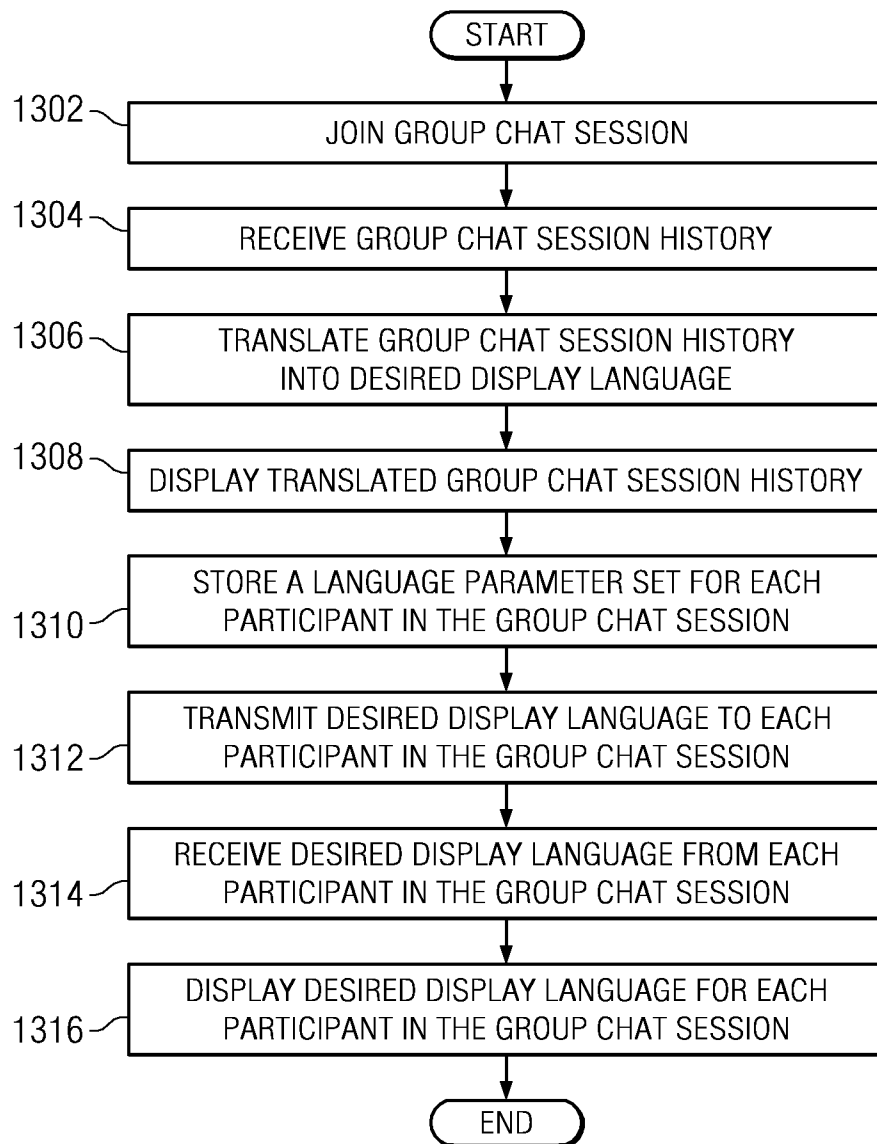 START
1302
JOIN GROUP CHAT SESSION
1304
RECEIVE GROUP CHAT SESSION HISTORY
1306
TRANSLATE GROUP CHAT SESSION HISTORY
INTO DESIRED DISPLAY LANGUAGE
1308
DISPLAY TRANSLATED GROUP CHAT SESSION HISTORY
1310
STORE A LANGUAGE PARAMETER SET FOR EACH
PARTICIPANT IN THE GROUP CHAT SESSION
1312
TRANSMIT DESIRED DISPLAY LANGUAGE TO EACH
PARTICIPANT IN THE GROUP CHAT SESSION
1314
RECEIVE DESIRED DISPLAY LANGUAGE FROM EACH
PARTICIPANT IN THE GROUP CHAT SESSION
1316
DISPLAY DESIRED DISPLAY LANGUAGE FOR EACH
PARTICIPANT IN THE GROUP CHAT SESSION
END